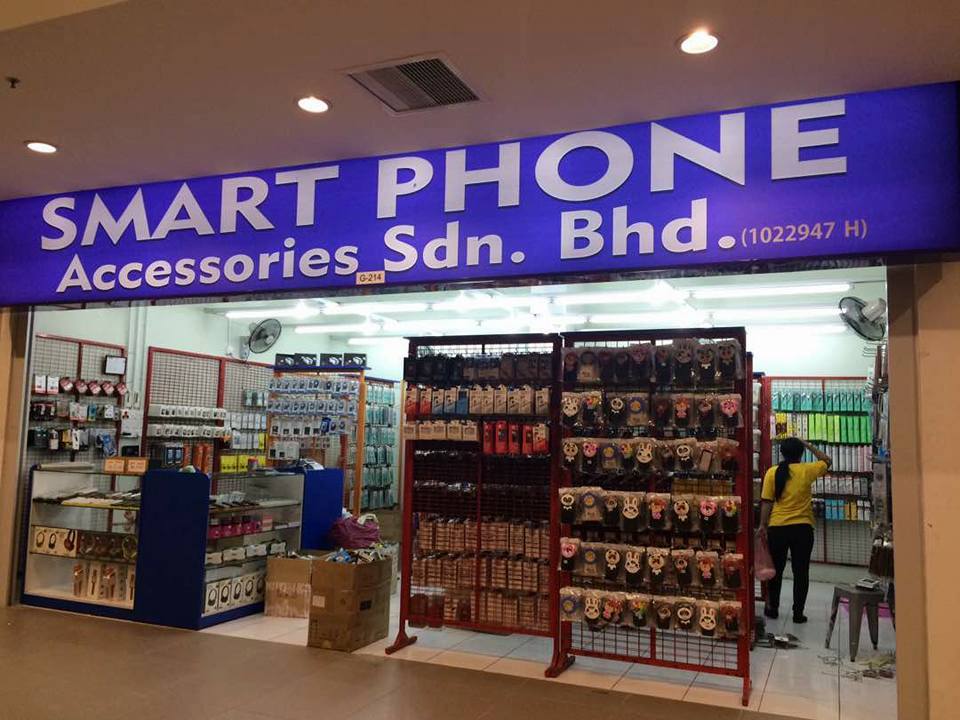 SMART PHONE
Accessories Sdn. Bhd. (1022947 H)
G-214